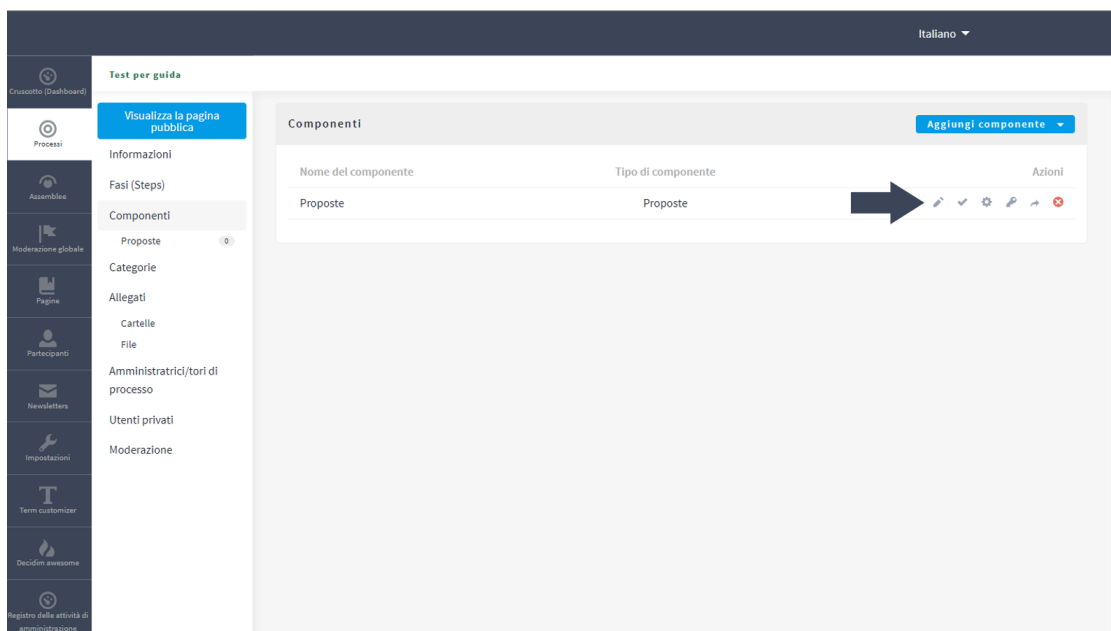 Italiano
Cruscotto (Dashboard)
Processi
Assemblee
Moderazione globale
Pagine
Partecipanti
Newsletters
Impostazioni
Term customizer
Decidim awesome
Registro delle attività di
amministrazione
Test per guida
Visualizza la pagina
pubblica
Informazioni
Fasi (Steps)
Componenti
Proposte 0
Categorie
Allegati
Cartelle
File
Amministratrici/tori di
processo
Utenti privati
Moderazione
Componenti
Aggiungi componente
Nome del componente Tipo di componente Azioni
Proposte Proposte